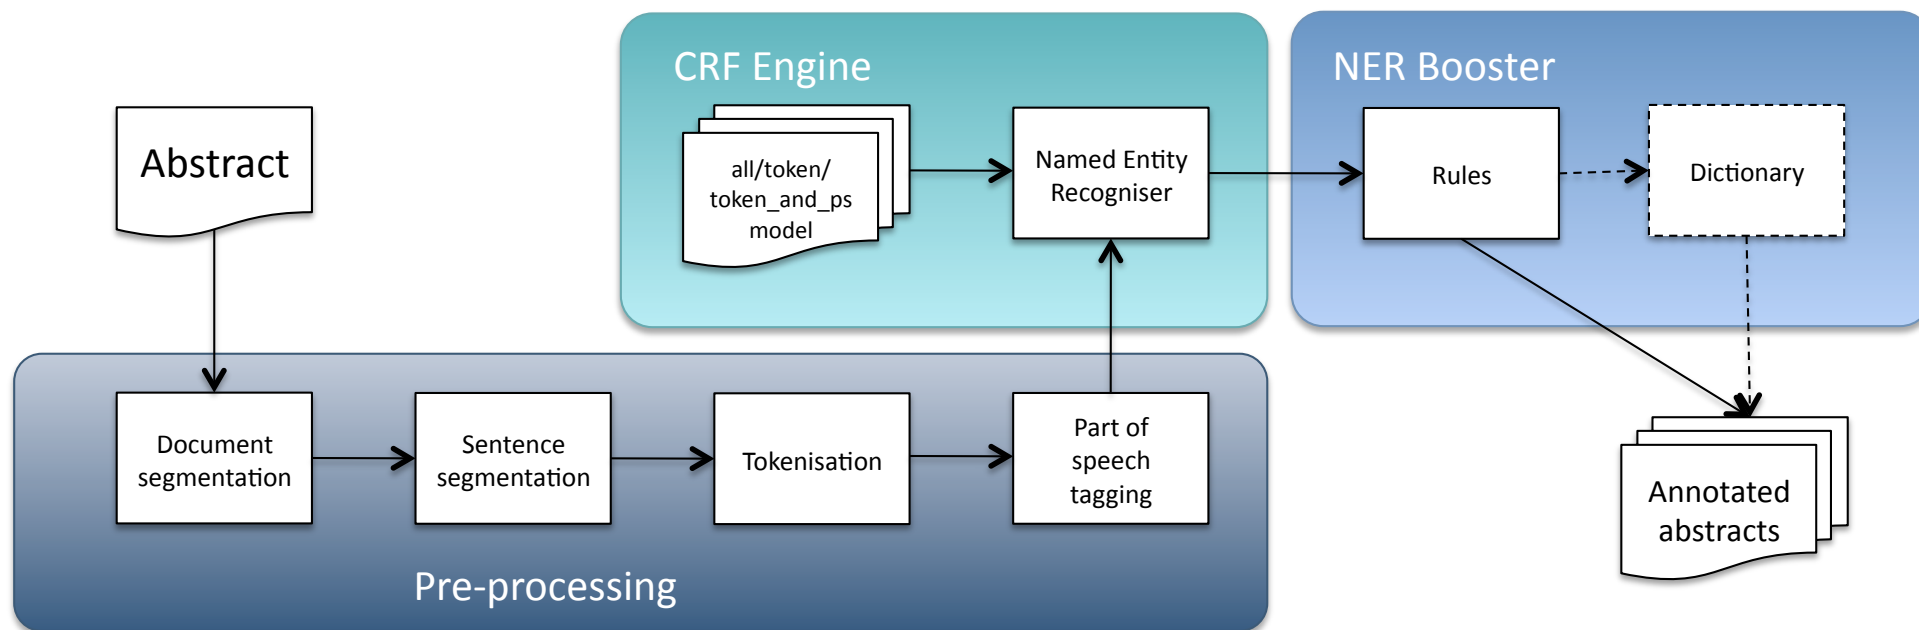 CRF Engine
NER Booster
Abstract
all/token/
token_and_ps
model
Named Entity
Recogniser
Rules
Dictionary
Document
segmentation
Sentence
segmentation
Tokenisation
Part of
speech
tagging
Annotated
abstracts
Pre-processing